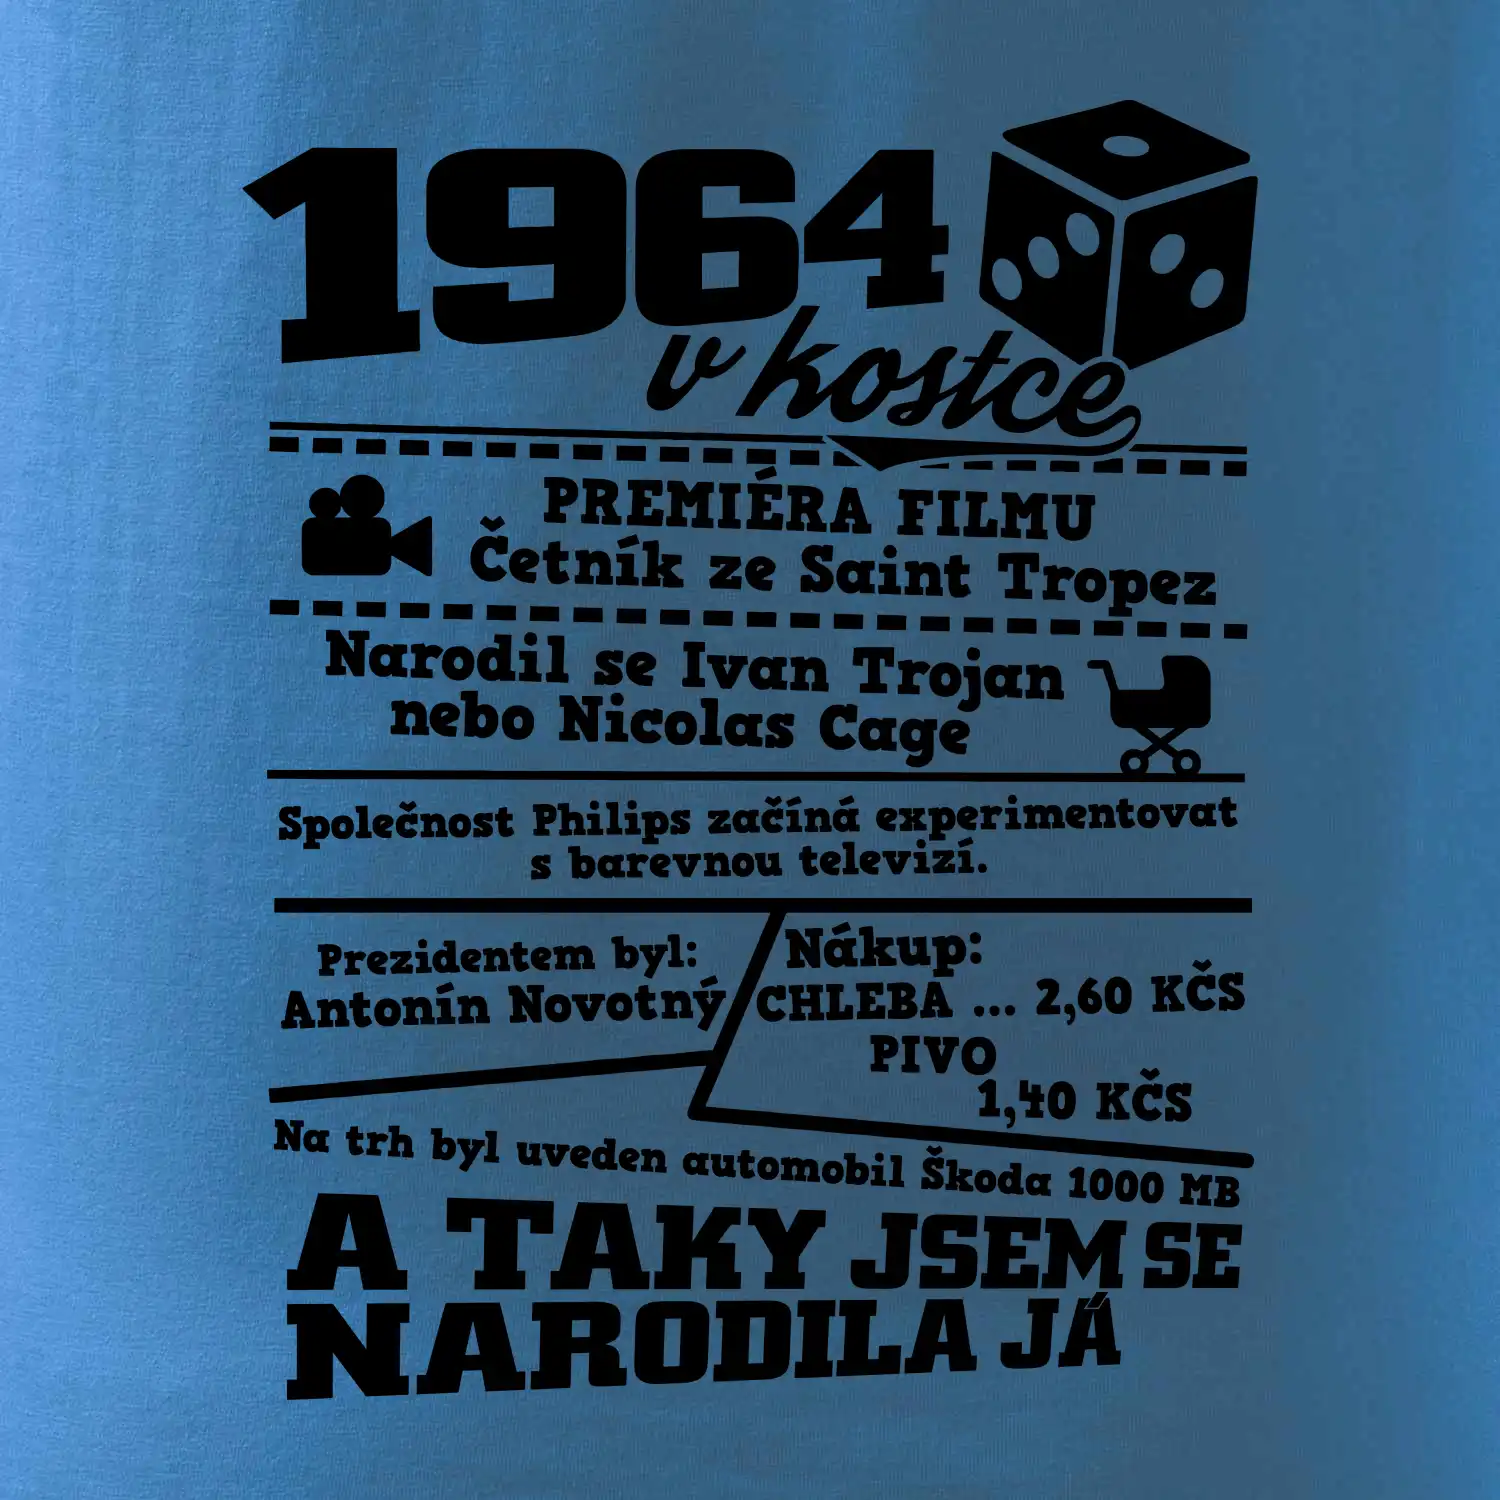 1964
v kostce
PREMIÉRA FILMU
Četník ze Saint Tropez
Narodil se Ivan Trojan
nebo Nicolas Cage
Společnost Philips začíná experimentovat
s barevnou televizí.
Prezidentem byl:
Antonín Novotný
Nákup:
CHLEBA ... 2,60 KČS
PIVO
1,40 KČS
Na trh byl uveden automobil Škoda 1000 MB
A TAKY JSEM SE
NARODILA JÁ